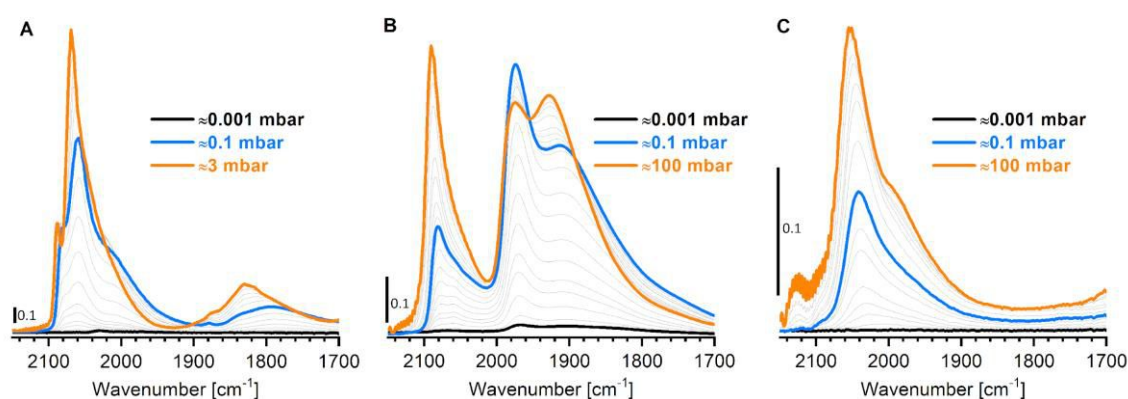 A
≈0.001 mbar
≈0.1 mbar
≈3 mbar
0.1
2100 2000 1900 1800 1700
Wavenumber [cm⁻¹]
B
≈0.001 mbar
≈0.1 mbar
≈100 mbar
0.1
2100 2000 1900 1800 1700
Wavenumber [cm⁻¹]
C
≈0.001 mbar
≈0.1 mbar
≈100 mbar
0.1
2100 2000 1900 1800 1700
Wavenumber [cm⁻¹]